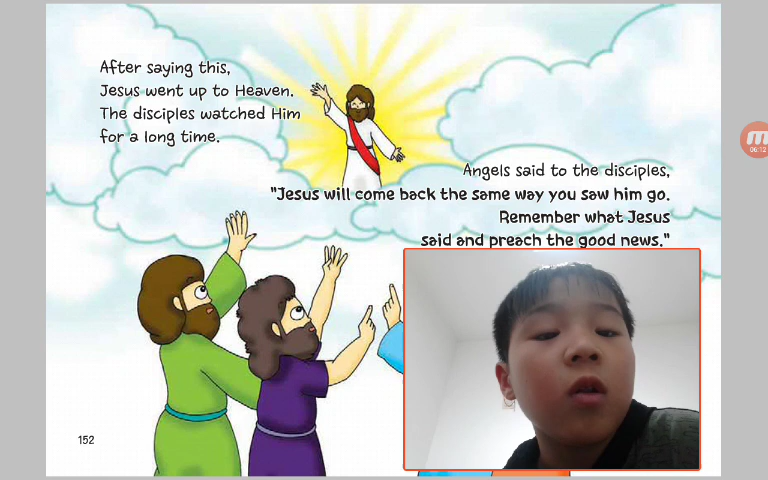 After saying this,
Jesus went up to Heaven.
The disciples watched Him
for a long time.
Angels said to the disciples,
"Jesus will come back the same way you saw him go.
Remember what Jesus
said and preach the good news."
152
06:12